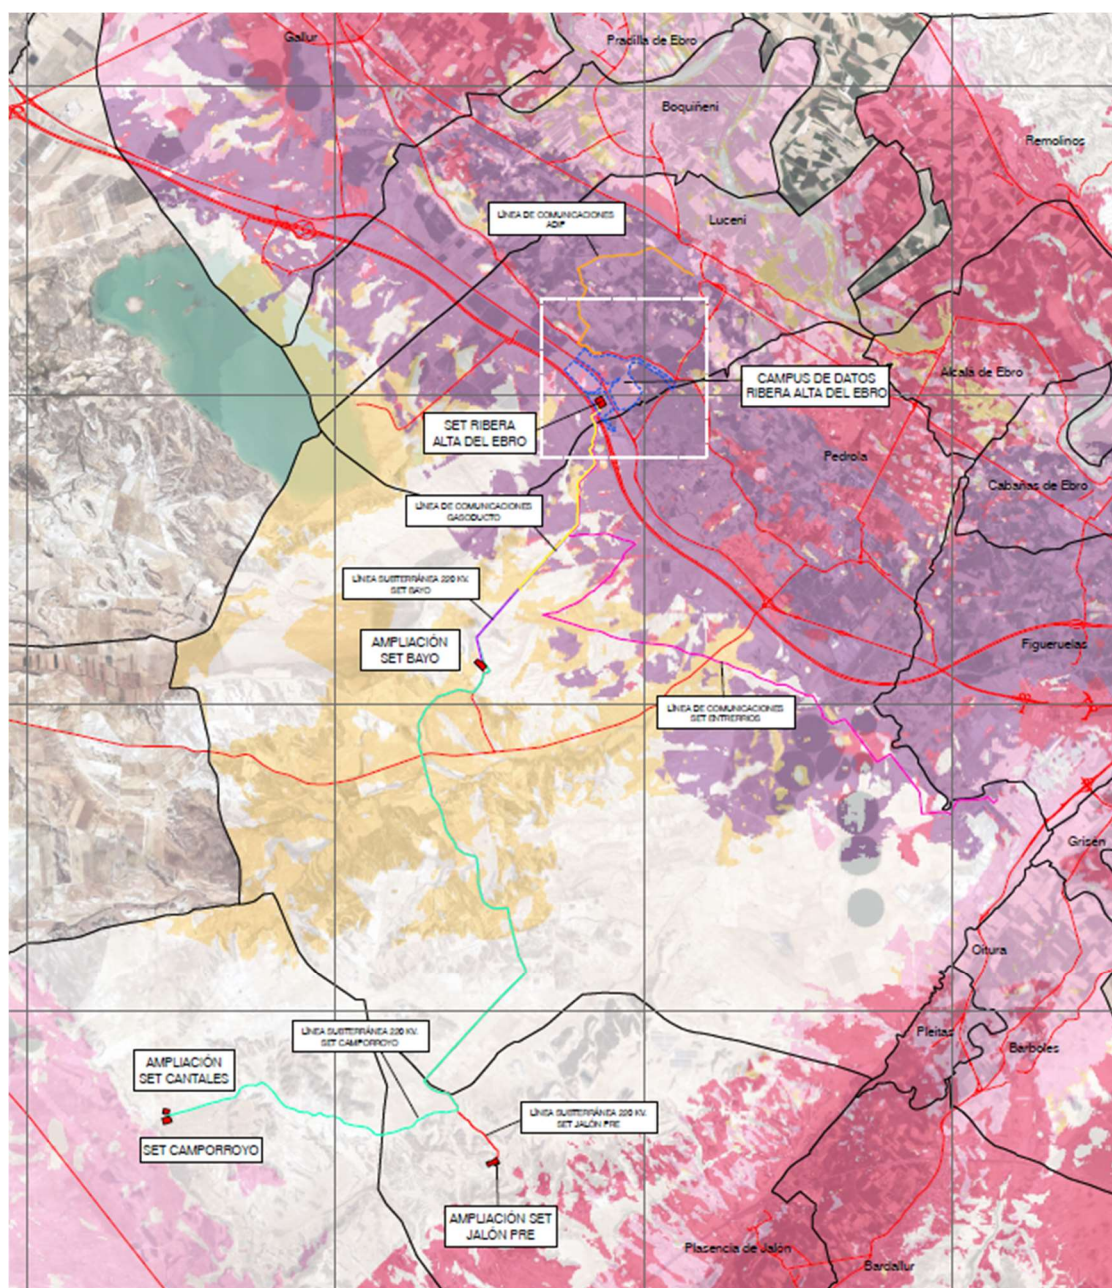 Gallur
Pradilla de Ebro
Boquiñeni
Remolinos
LÍNEA DE COMUNICACIONES
ADIF
Luceni
CAMPUS DE DATOS
RIBERA ALTA DEL EBRO
Alcalá de Ebro
SET RIBERA
ALTA DEL EBRO
Pedrola
Cabañas de Ebro
LÍNEA DE COMUNICACIONES
GASODUCTO
LÍNEA SUBTERRÁNEA 220 KV.
SET BAYO
AMPLIACIÓN
SET BAYO
Figueruelas
LÍNEA DE COMUNICACIONES
SET ENTRERRIOS
Grisén
Oitura
Pleitas
Bárboles
LÍNEA SUBTERRÁNEA 220 KV.
SET CAMPORROYO
AMPLIACIÓN
SET CANTALES
SET CAMPORROYO
LÍNEA SUBTERRÁNEA 220 KV.
SET JALÓN PRE
AMPLIACIÓN SET
JALÓN PRE
Plasencia de Jalón
Bardallur